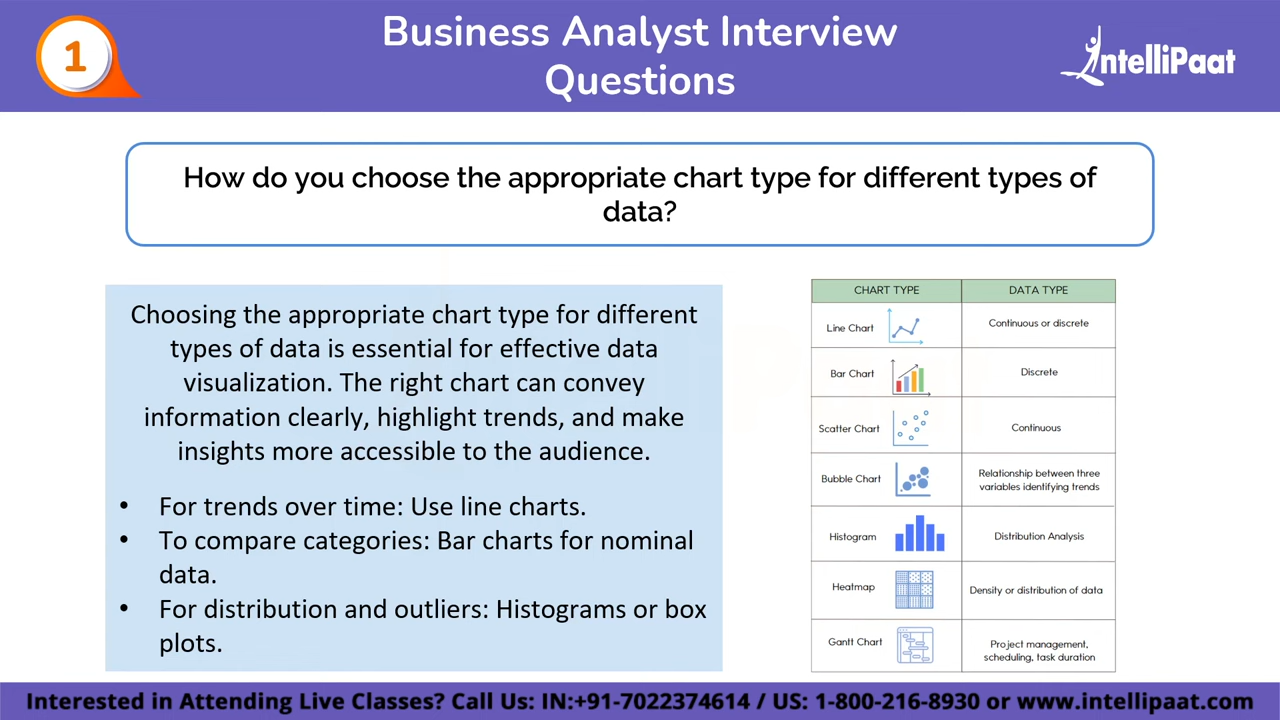 1
Business Analyst Interview
Questions
IntelliPaat
How do you choose the appropriate chart type for different types of
data?
Choosing the appropriate chart type for different
types of data is essential for effective data
visualization. The right chart can convey
information clearly, highlight trends, and make
insights more accessible to the audience.
• For trends over time: Use line charts.
• To compare categories: Bar charts for nominal
data.
• For distribution and outliers: Histograms or box
plots.
CHART TYPE DATA TYPE
Line Chart Continuous or discrete
Bar Chart Discrete
Scatter Chart Continuous
Bubble Chart Relationship between three
variables identifying trends
Histogram Distribution Analysis
Heatmap Density or distribution of data
Gantt Chart Project management,
scheduling, task duration
Interested in Attending Live Classes? Call Us: IN:+91-7022374614 / US: 1-800-216-8930 or www.intellipaat.com